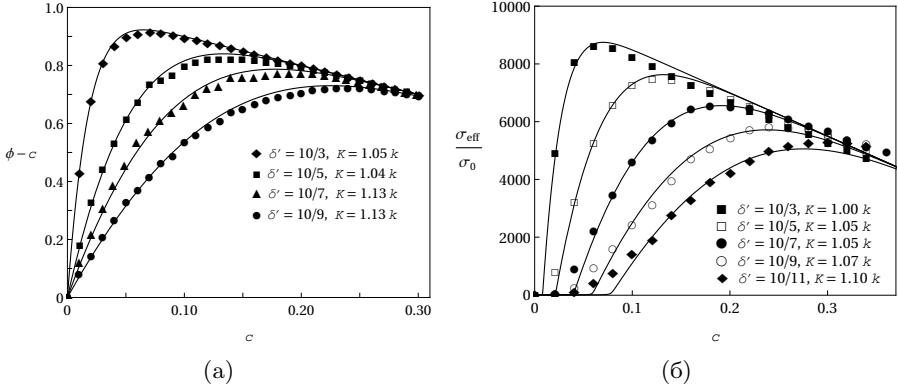 1.0
0.8
0.6
ϕ – c
0.4
0.2
0
0
0.10
0.20
0.30
c
δ′ = 10/3, K = 1.05 k
δ′ = 10/5, K = 1.04 k
δ′ = 10/7, K = 1.13 k
δ′ = 10/9, K = 1.13 k
(а)
10000
8000
6000
σeff
σ0
4000
2000
0
0
0.1
0.2
0.3
c
δ′ = 10/3, K = 1.00 k
δ′ = 10/5, K = 1.05 k
δ′ = 10/7, K = 1.05 k
δ′ = 10/9, K = 1.07 k
δ′ = 10/11, K = 1.10 k
(б)